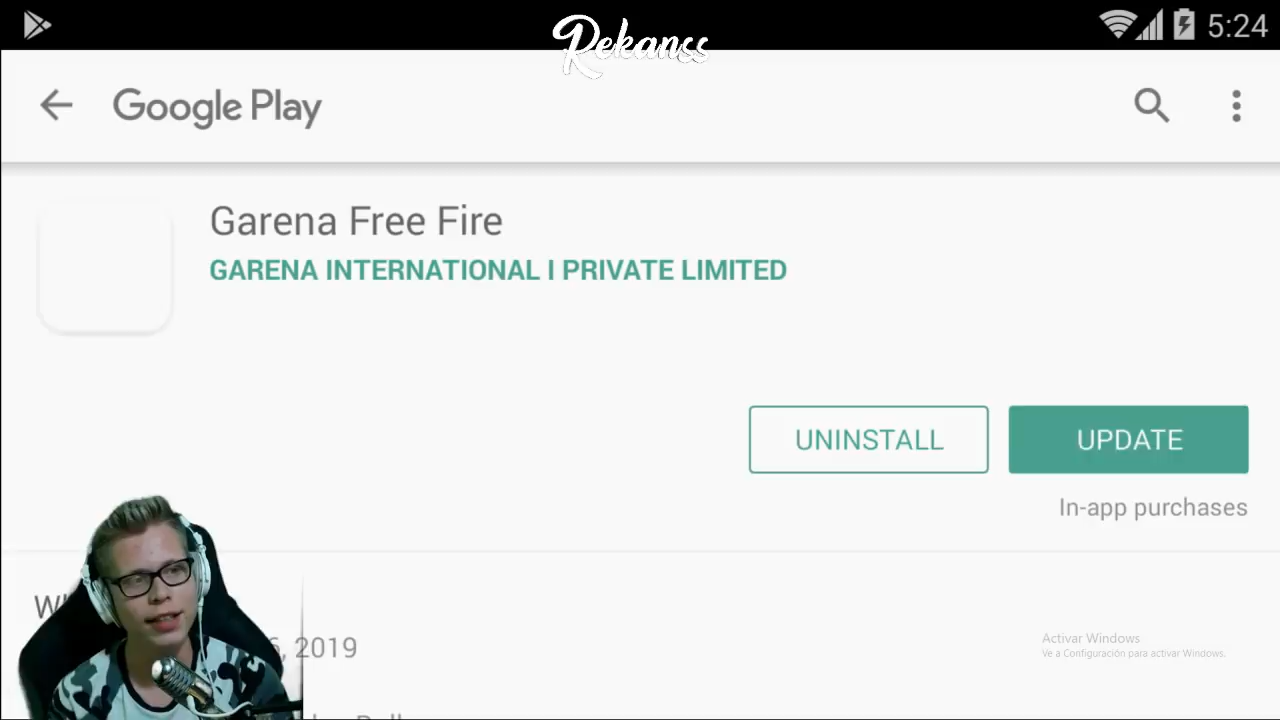 5:24
Rekanss
Google Play
Garena Free Fire
GARENA INTERNATIONAL I PRIVATE LIMITED
UNINSTALL
UPDATE
In-app purchases
2019
Activar Windows
Ve a Configuración para activar Windows.